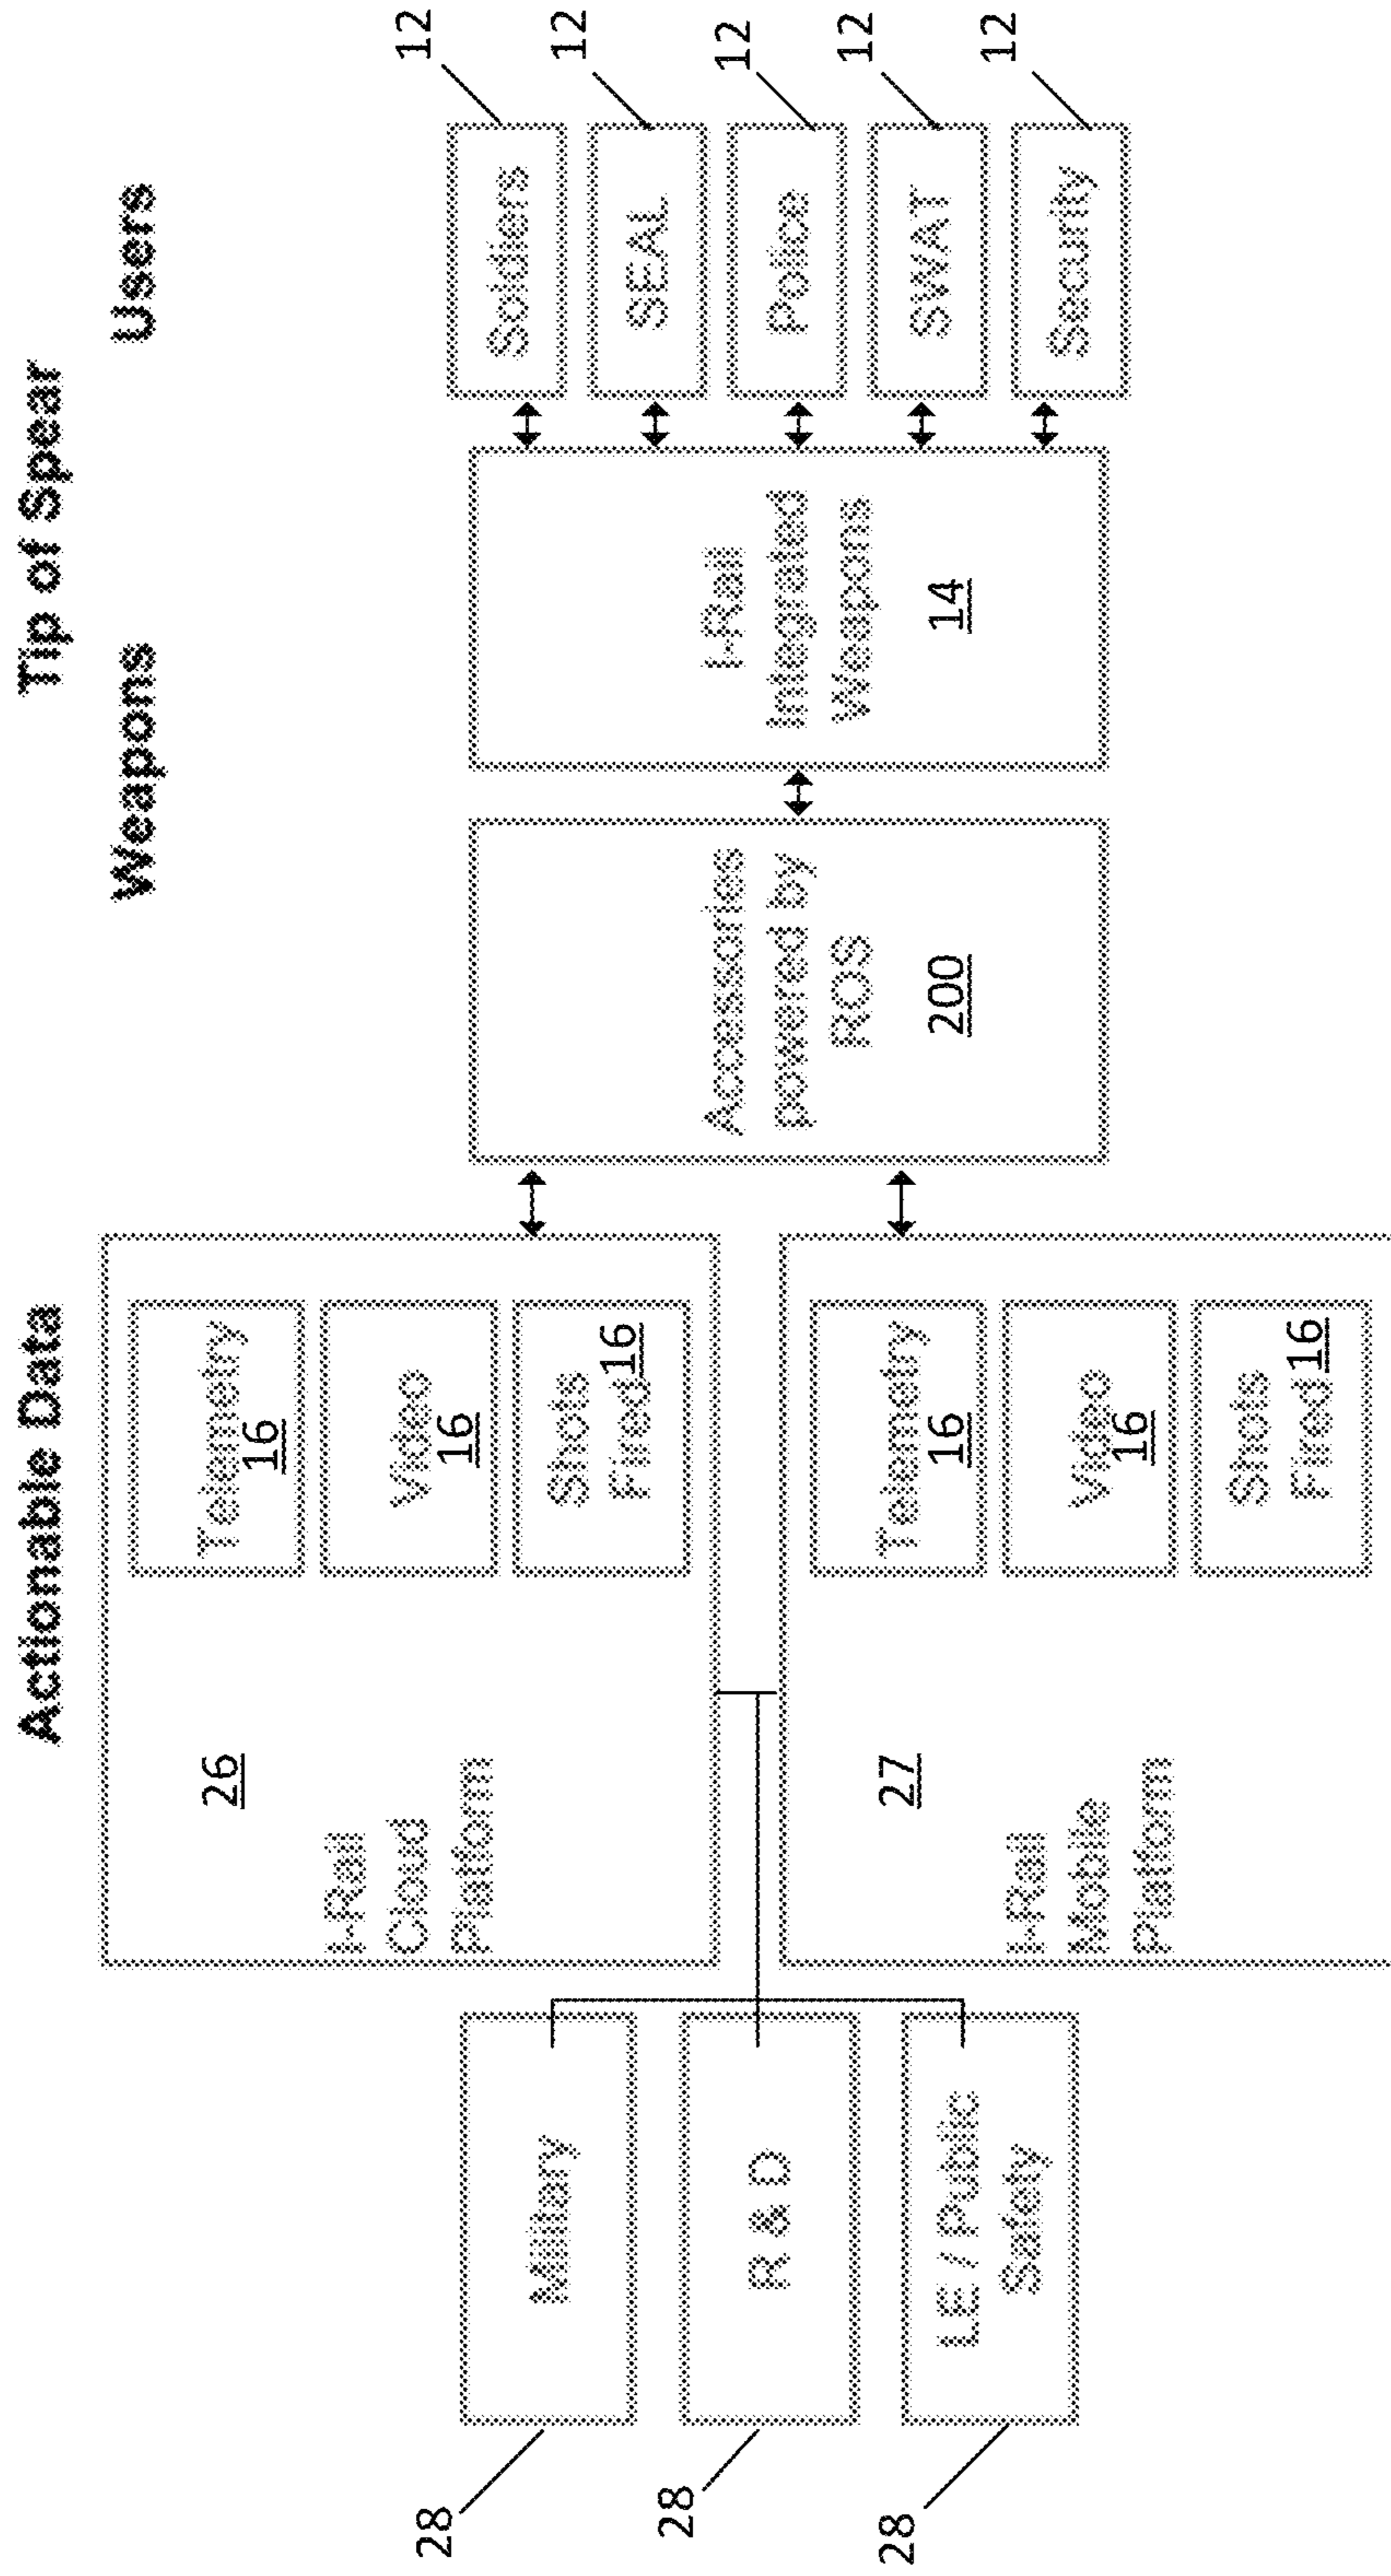 Actionable Data
Tip of Spear
Weapons
Users
28
Military
28
R & D
28
LE / Public
Safety
26
I-Rail
Cloud
Platform
Telemetry
16
Video
16
Shots
Fired
16
27
I-Rail
Mobile
Platform
Telemetry
16
Video
16
Shots
Fired
16
Accessories
powered by
ROS
200
I-Rail
Integrated
Weapons
14
Soldiers
12
SEAL
12
Police
12
SWAT
12
Security
12